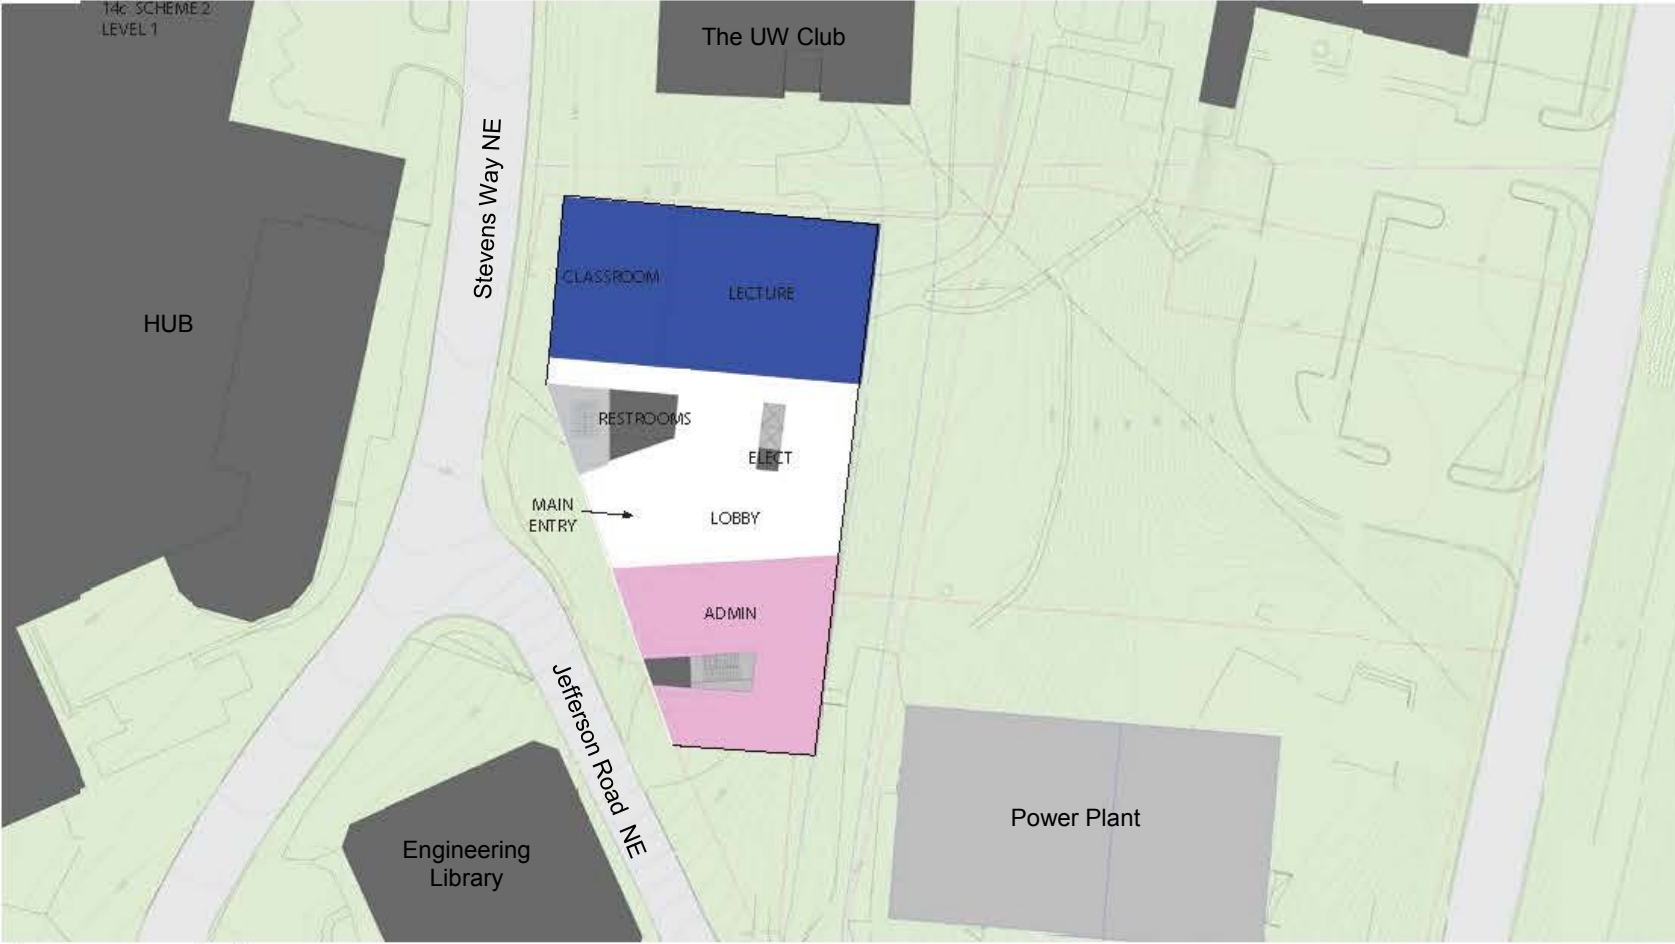 14c SCHEME 2
LEVEL 1
The UW Club
Stevens Way NE
HUB
CLASSROOM
LECTURE
RESTROOMS
ELECT
MAIN
ENTRY
LOBBY
ADMIN
Jefferson Road NE
Power Plant
Engineering
Library